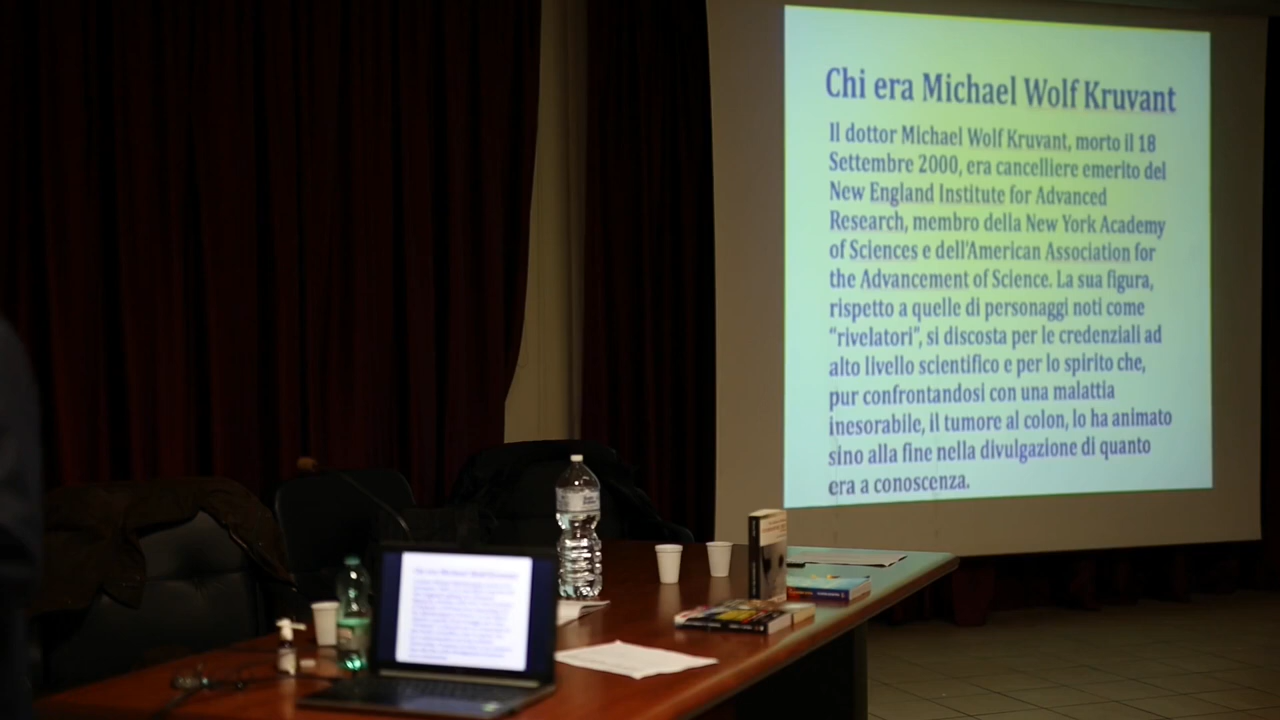 Chi era Michael Wolf Kruvant
Il dottor Michael Wolf Kruvant, morto il 18
Settembre 2000, era cancelliere emerito del
New England Institute for Advanced
Research, membro della New York Academy
of Sciences e dell'American Association for
the Advancement of Science. La sua figura,
rispetto a quelle di personaggi noti come
“rivelatori”, si discosta per le credenziali ad
alto livello scientifico e per lo spirito che,
pur confrontandosi con una malattia
inesorabile, il tumore al colon, lo ha animato
sino alla fine nella divulgazione di quanto
era a conoscenza.